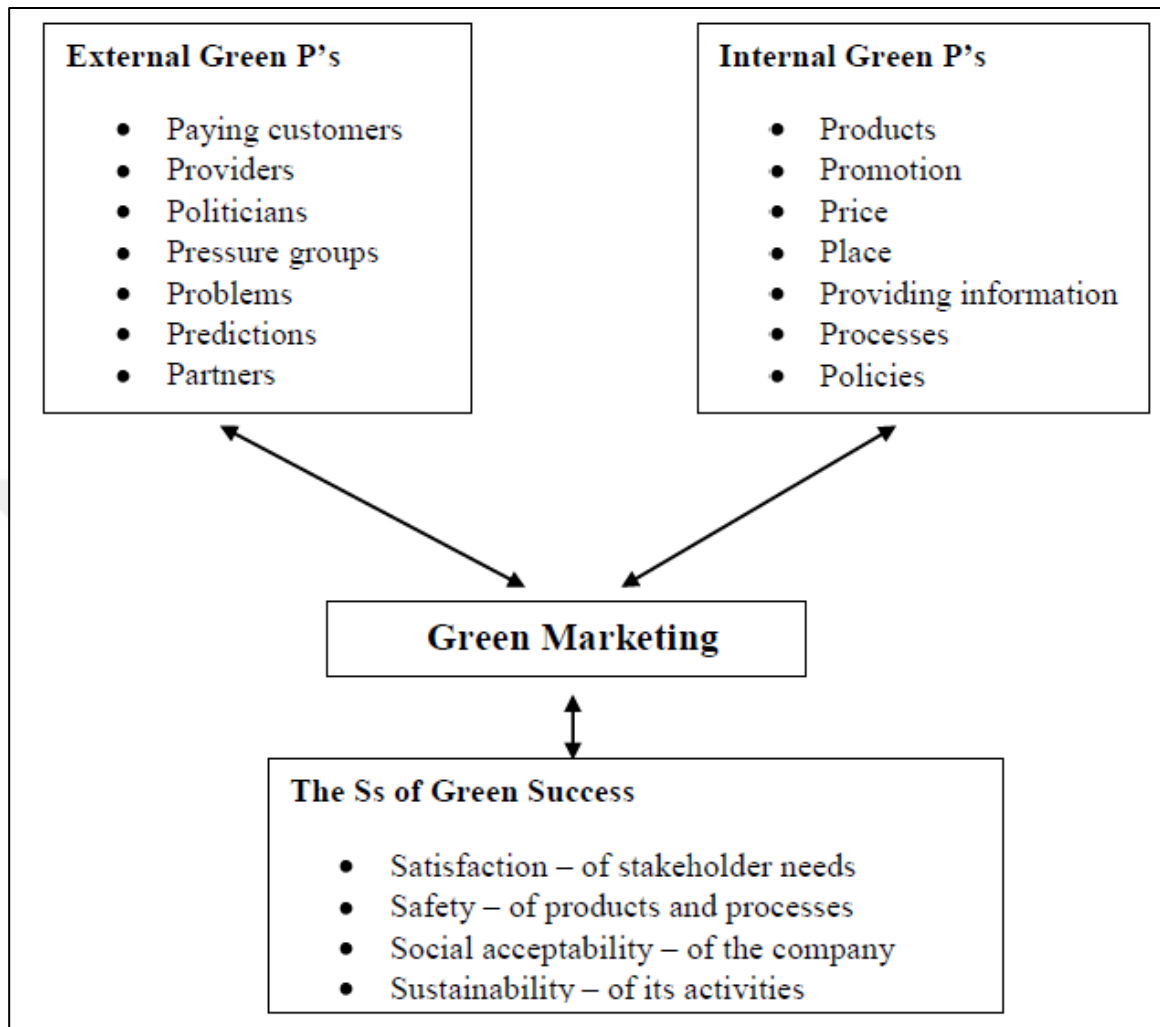 External Green P’s
• Paying customers
• Providers
• Politicians
• Pressure groups
• Problems
• Predictions
• Partners
Internal Green P’s
• Products
• Promotion
• Price
• Place
• Providing information
• Processes
• Policies
Green Marketing
The Ss of Green Success
• Satisfaction – of stakeholder needs
• Safety – of products and processes
• Social acceptability – of the company
• Sustainability – of its activities